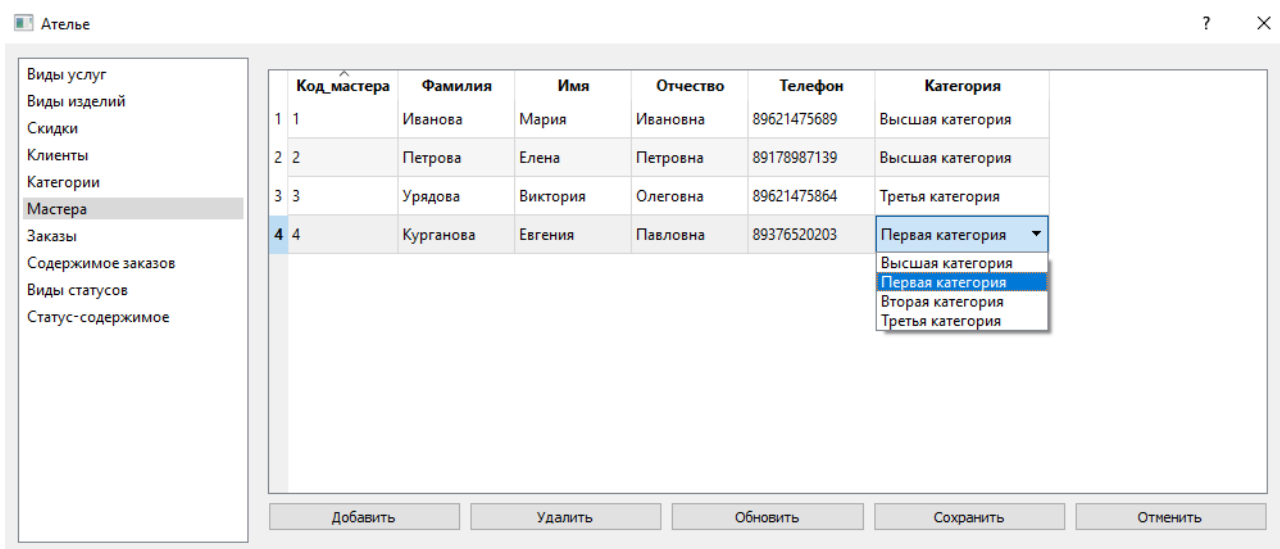 Ателье ?
Виды услуг
Виды изделий
Скидки
Клиенты
Категории
Мастера
Заказы
Содержимое заказов
Виды статусов
Статус-содержимое
Код_мастера Фамилия Имя Отчество Телефон Категория
1 1 Иванова Мария Ивановна 89621475689 Высшая категория
2 2 Петрова Елена Петровна 89178987139 Высшая категория
3 3 Урядова Виктория Олеговна 89621475864 Третья категория
4 4 Курганова Евгения Павловна 89376520203 Первая категория
Высшая категория
Первая категория
Вторая категория
Третья категория
Добавить Удалить Обновить Сохранить Отменить